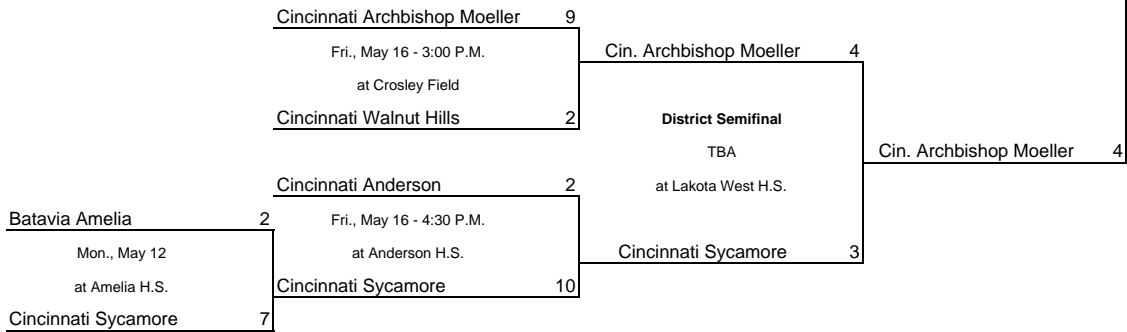 Cincinnati Archbishop Moeller 9
Fri., May 16 - 3:00 P.M.
at Crosley Field
Cincinnati Walnut Hills 2
Cin. Archbishop Moeller 4
District Semifinal
TBA
at Lakota West H.S.
Cin. Archbishop Moeller 4
Cincinnati Anderson 2
Fri., May 16 - 4:30 P.M.
at Anderson H.S.
Cincinnati Sycamore 10
Cincinnati Sycamore 3
Batavia Amelia 2
Mon., May 12
at Amelia H.S.
Cincinnati Sycamore 7